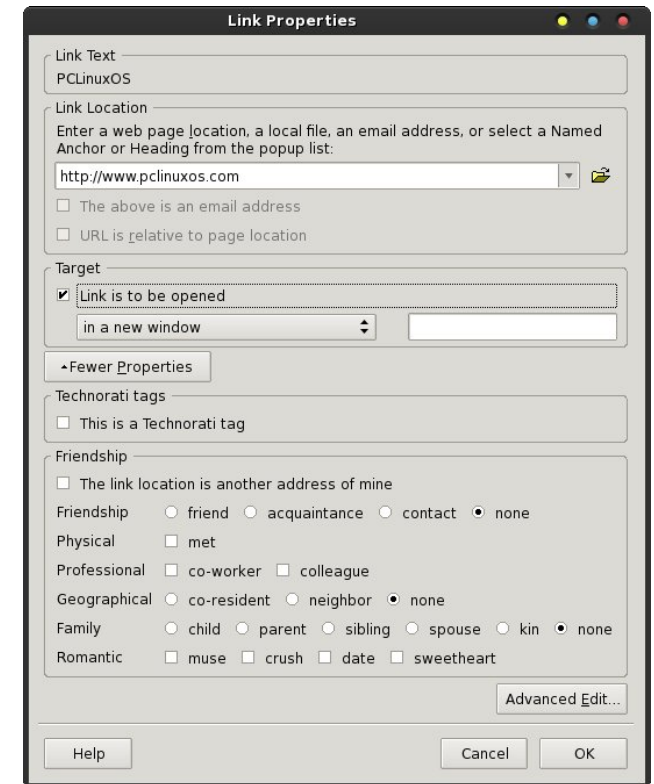 Link Properties
Link Text
PCLinuxOS
Link Location
Enter a web page location, a local file, an email address, or select a Named
Anchor or Heading from the popup list:
http://www.pclinuxos.com
The above is an email address
URL is relative to page location
Target
Link is to be opened
in a new window
Fewer Properties
Technorati tags
This is a Technorati tag
Friendship
The link location is another address of mine
Friendship friend acquaintance contact none
Physical met
Professional co-worker colleague
Geographical co-resident neighbor none
Family child parent sibling spouse kin none
Romantic muse crush date sweetheart
Advanced Edit...
Help Cancel OK